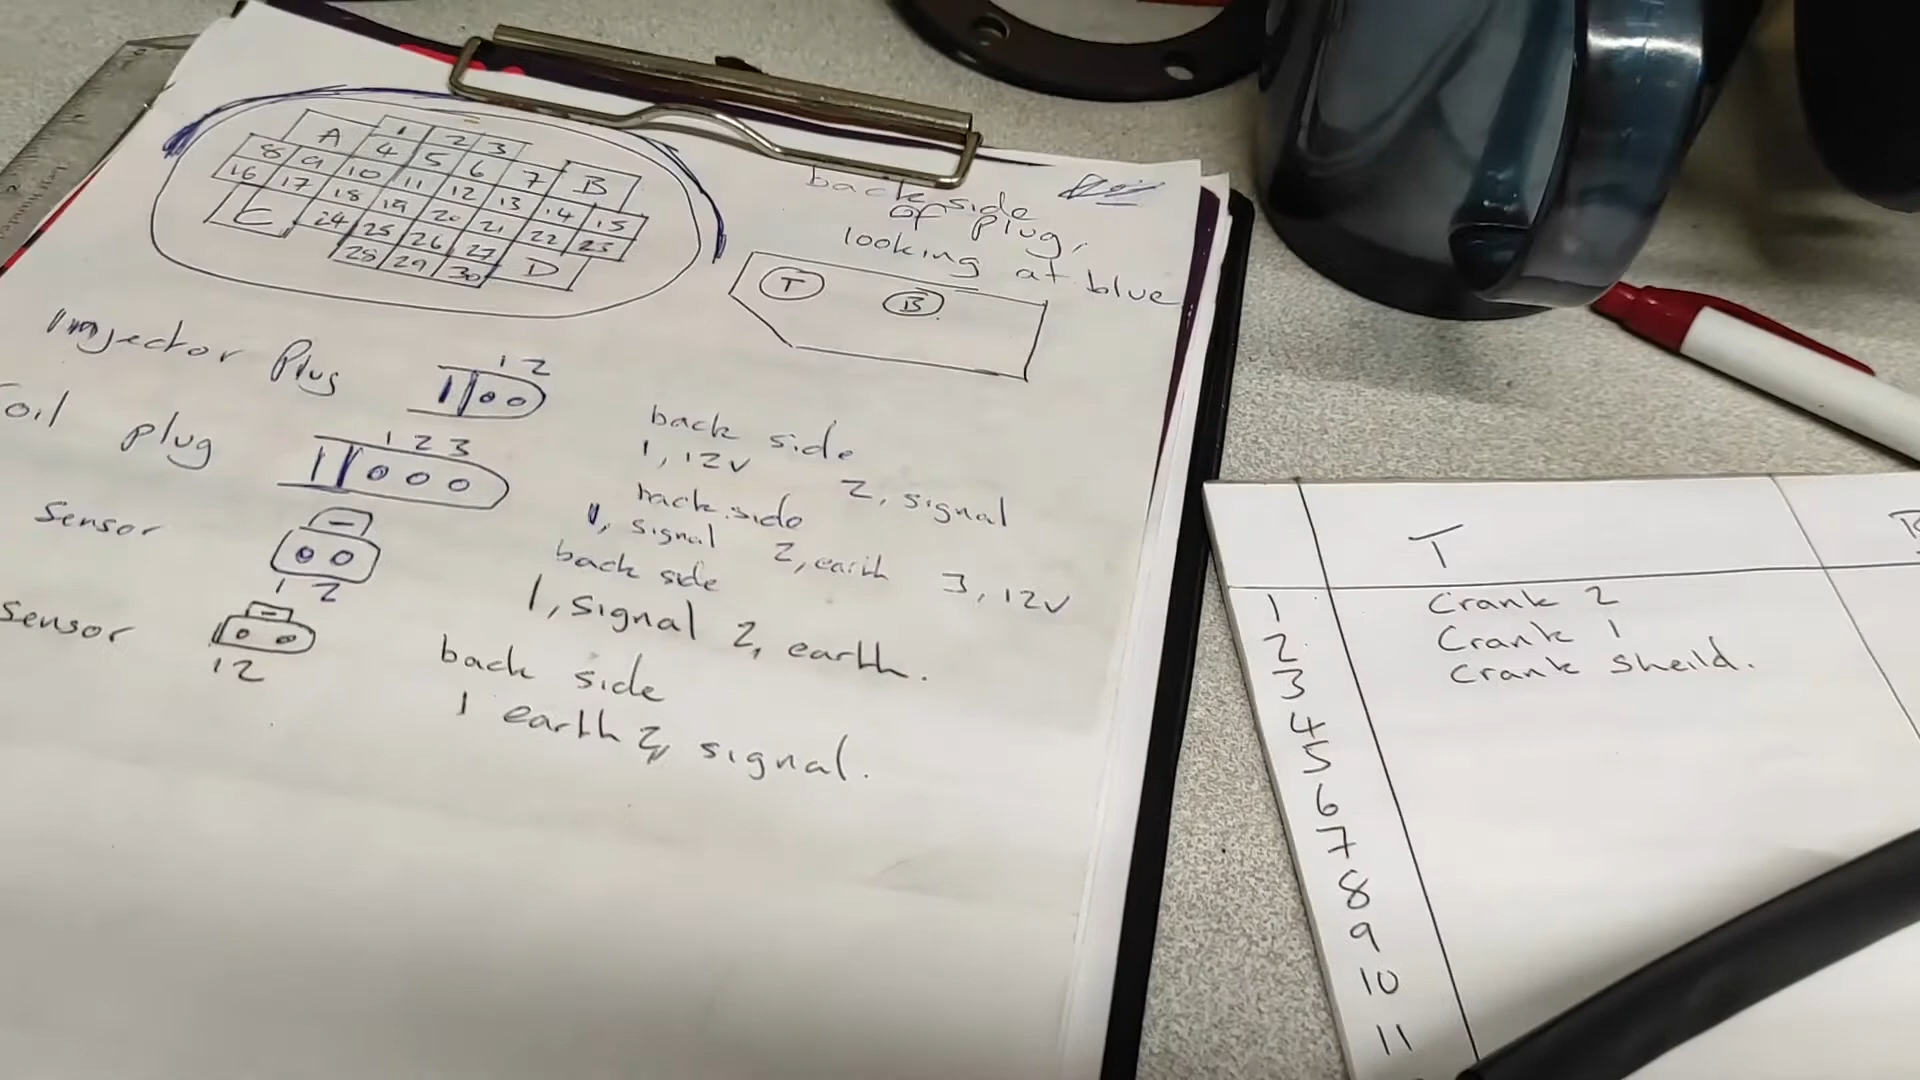 A 1 2 3
8 9 4 5 6 7 B
16 17 10 11 12 13 14 15
C 18 19 20 21 22 23
24 25 26 27 D
28 29 30
back side
of plug,
looking at blue
T B
Injector Plug
1 2
back side
1, 12v 2, signal
oil plug
1 2 3
back side
1, signal 2, earth 3, 12v
sensor
1 2
back side
1, signal 2, earth.
sensor
1 2
back side
1 earth 2, signal.
T
1 Crank 2
2 Crank 1
3 Crank sheild.
4
5
6
7
8
9
10
11